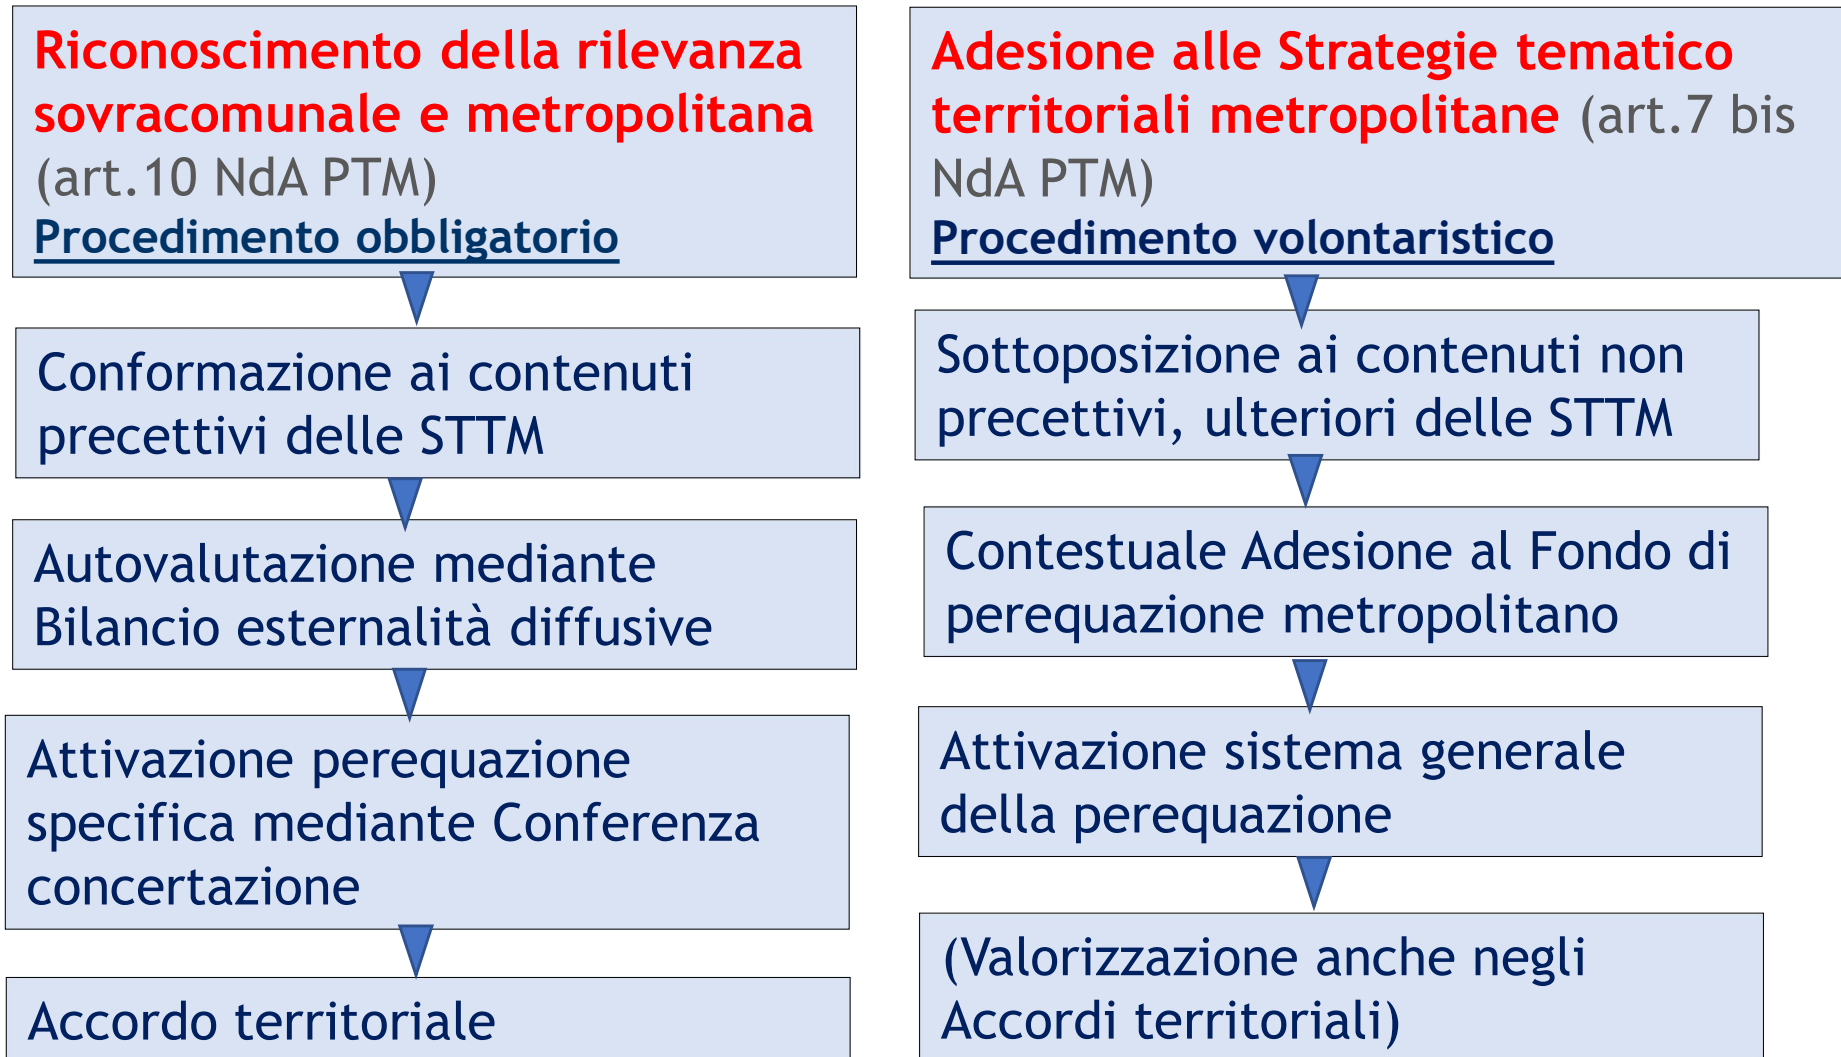 Riconoscimento della rilevanza
sovracomunale e metropolitana
(art.10 NdA PTM)
Procedimento obbligatorio
Conformazione ai contenuti
precettivi delle STTM
Autovalutazione mediante
Bilancio esternalità diffusive
Attivazione perequazione
specifica mediante Conferenza
concertazione
Accordo territoriale
Adesione alle Strategie tematico
territoriali metropolitane (art.7 bis
NdA PTM)
Procedimento volontaristico
Sottoposizione ai contenuti non
precettivi, ulteriori delle STTM
Contestuale Adesione al Fondo di
perequazione metropolitano
Attivazione sistema generale
della perequazione
(Valorizzazione anche negli
Accordi territoriali)